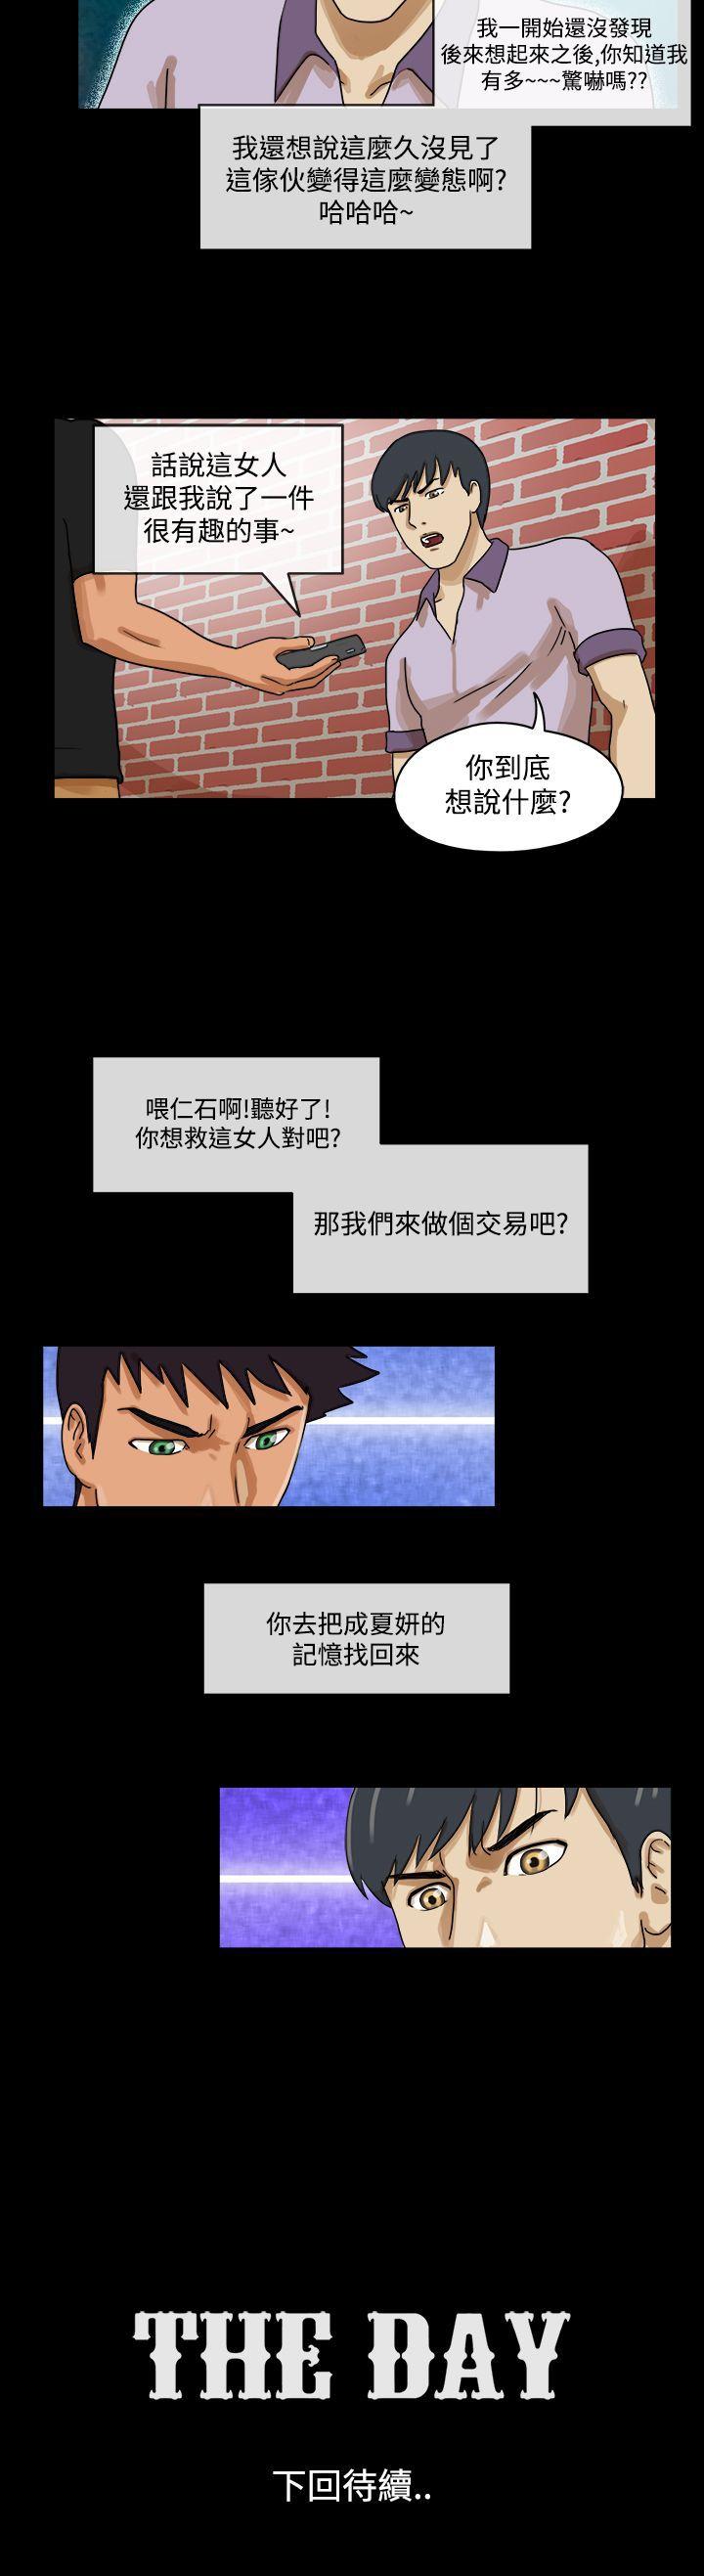 我一開始還沒發現
後來想起來之後,你知道我
有多~~~驚嚇嗎??
我還想說這麼久沒見了
這傢伙變得這麼變態啊?
哈哈哈~
話說這女人
還跟我說了一件
很有趣的事~
你到底
想說什麼?
喂仁石啊!聽好了!
你想救這女人對吧?
那我們來做個交易吧?
你去把成夏妍的
記憶找回來
THE DAY
下回待續..